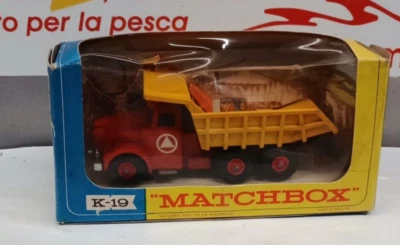 ro per la pesca
K-19
"MATCHBOX"